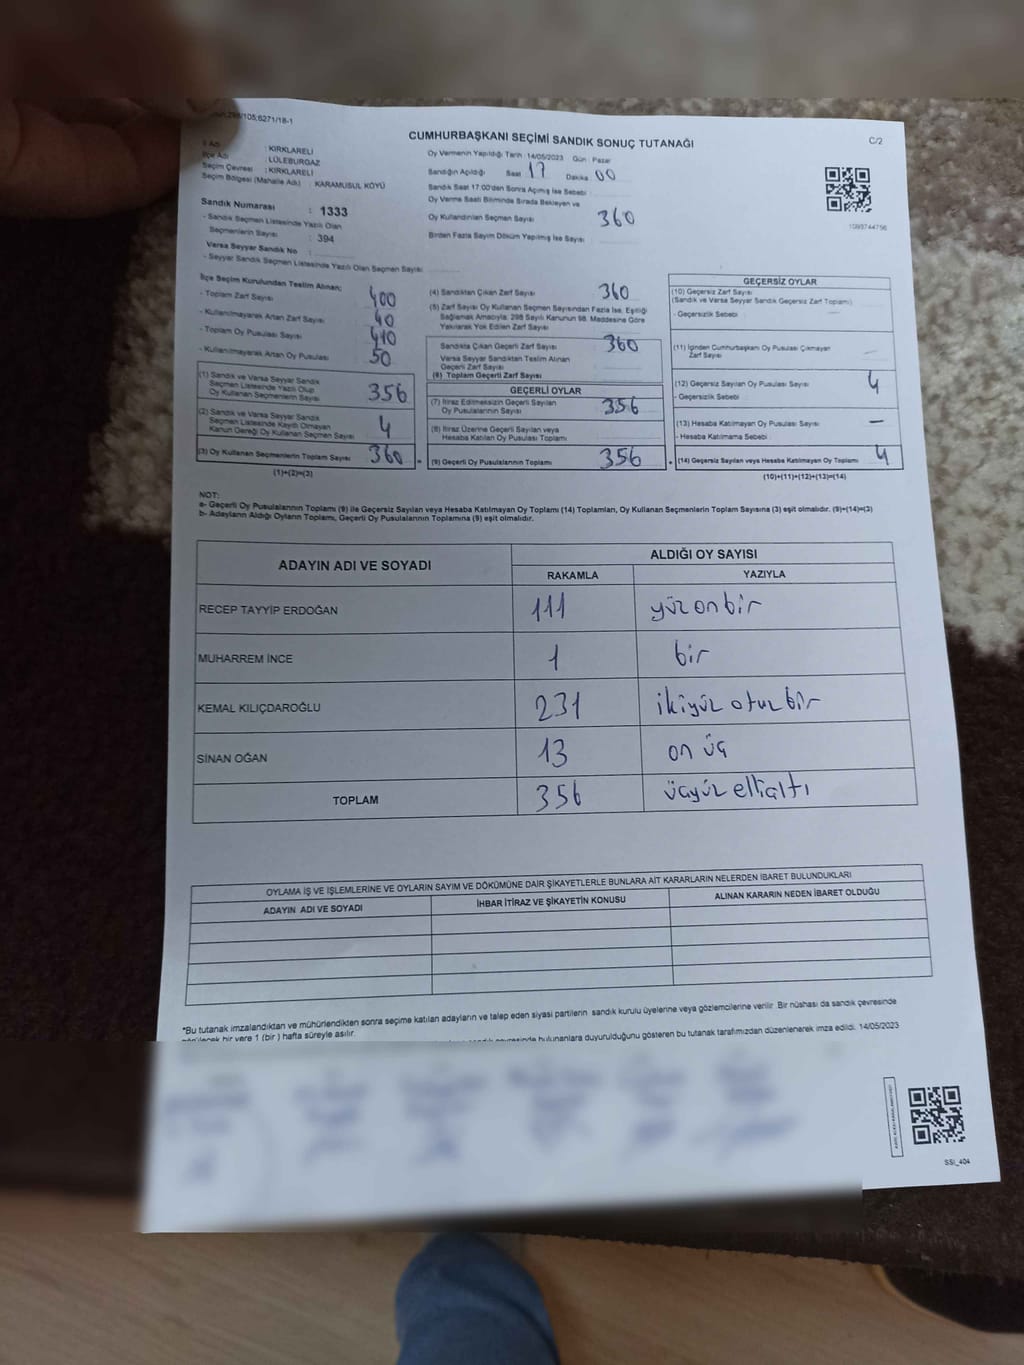 298/105;6271/18-1
CUMHURBAŞKANI SEÇİMİ SANDIK SONUÇ TUTANAĞI
C/2
İl Adı : KIRKLARELİ
İlçe Adı : LÜLEBURGAZ
Seçim Çevresi : KIRKLARELİ
Seçim Bölgesi (Mahalle Adı) : KARAMUSUL KÖYÜ
Sandık Numarası : 1333
- Sandık Seçmen Listesinde Yazılı Olan
Seçmenlerin Sayısı : 394
Varsa Seyyar Sandık No :
- Seyyar Sandık Seçmen Listesinde Yazılı Olan Seçmen Sayısı
Oy Vermenin Yapıldığı Tarih : 14/05/2023 Gün : Pazar
Sandığın Açıldığı Saat 17 Dakika 00
Sandık Saat 17:00'den Sonra Açılmış İse Sebebi
Oy Verme Saati Bitiminde Sırada Bekleyen ve
Oy Kullandırılan Seçmen Sayısı 360
Birden Fazla Sayım Döküm Yapılmış İse Sayısı
1093744756
İlçe Seçim Kurulundan Teslim Alınan;
- Toplam Zarf Sayısı 400
- Kullanılmayarak Artan Zarf Sayısı 40
- Toplam Oy Pusulası Sayısı 410
- Kullanılmayarak Artan Oy Pusulası 50
(1) Sandık ve Varsa Seyyar Sandık
Seçmen Listesinde Yazılı Olup
Oy Kullanan Seçmenlerin Sayısı 356
(2) Sandık ve Varsa Seyyar Sandık
Seçmen Listesinde Kayıtlı Olmayan
Kanun Gereği Oy Kullanan Seçmen Sayısı 4
(3) Oy Kullanan Seçmenlerin Toplam Sayısı 360
(1)+(2)=(3)
(4) Sandıktan Çıkan Zarf Sayısı 360
(5) Zarf Sayısı Oy Kullanan Seçmen Sayısından Fazla İse, Eşitliği
Sağlamak Amacıyla; 298 Sayılı Kanunun 98. Maddesine Göre
Yakılarak Yok Edilen Zarf Sayısı
Sandıkta Çıkan Geçerli Zarf Sayısı 360
Varsa Seyyar Sandıktan Teslim Alınan
Geçerli Zarf Sayısı
(6) Toplam Geçerli Zarf Sayısı
GEÇERLİ OYLAR
(7) İtiraz Edilmeksizin Geçerli Sayılan
Oy Pusulalarının Sayısı 356
(8) İtiraz Üzerine Geçerli Sayılan veya
Hesaba Katılan Oy Pusulası Toplamı
(9) Geçerli Oy Pusulalarının Toplamı 356
GEÇERSİZ OYLAR
(10) Geçersiz Zarf Sayısı
(Sandık ve Varsa Seyyar Sandık Geçersiz Zarf Toplamı)
- Geçersizlik Sebebi
(11) İçinden Cumhurbaşkanı Oy Pusulası Çıkmayan —
Zarf Sayısı
(12) Geçersiz Sayılan Oy Pusulası Sayısı 4
- Geçersizlik Sebebi
(13) Hesaba Katılmayan Oy Pusulası Sayısı —
- Hesaba Katılmama Sebebi
(14) Geçersiz Sayılan veya Hesaba Katılmayan Oy Toplamı 4
(10)+(11)+(12)+(13)=(14)
NOT:
a- Geçerli Oy Pusulalarının Toplamı (9) ile Geçersiz Sayılan veya Hesaba Katılmayan Oy Toplamı (14) Toplamları, Oy Kullanan Seçmenlerin Toplam Sayısına (3) eşit olmalıdır. (9)+(14)=(3)
b- Adayların Aldığı Oyların Toplamı, Geçerli Oy Pusulalarının Toplamına (9) eşit olmalıdır.
ADAYIN ADI VE SOYADI
ALDIĞI OY SAYISI
RAKAMLA YAZIYLA
RECEP TAYYİP ERDOĞAN 111 yüzonbir
MUHARREM İNCE 1 bir
KEMAL KILIÇDAROĞLU 231 ikiyüz otuz bir
SİNAN OĞAN 13 on üç
TOPLAM 356 üçyüz ellialtı
OYLAMA İŞ VE İŞLEMLERİNE VE OYLARIN SAYIM VE DÖKÜMÜNE DAİR ŞİKAYETLERLE BUNLARA AİT KARARLARIN NELERDEN İBARET BULUNDUKLARI
ADAYIN ADI VE SOYADI İHBAR İTİRAZ VE ŞİKAYETİN KONUSU ALINAN KARARIN NEDEN İBARET OLDUĞU
*Bu tutanak imzalandıktan ve mühürlendikten sonra seçime katılan adayların ve talep eden siyasi partilerin sandık kurulu üyelerine veya gözlemcilerine verilir. Bir nüshası da sandık çevresinde
görülecek bir yere 1 (bir) hafta süreyle asılır.
bulunanlara duyurulduğunu gösteren bu tutanak tarafımızdan düzenlenerek imza edildi. 14/05/2023
SSİ_404